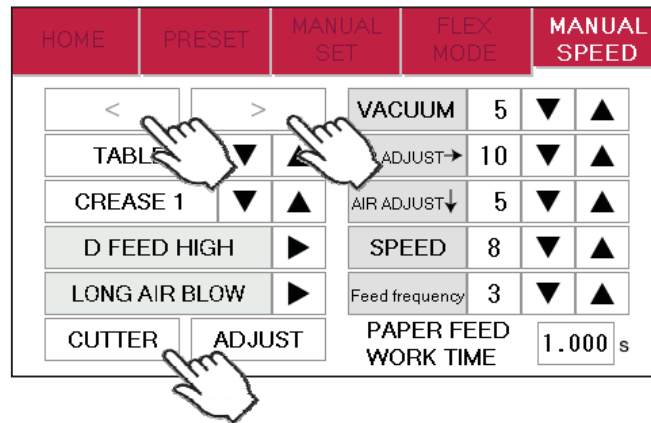 HOME PRESET MANUAL SET FLEX MODE MANUAL SPEED
< > VACUUM 5 ▼ ▲
TABL ▼ ▲ ADJUST→ 10 ▼ ▲
CREASE 1 ▼ ▲ AIR ADJUST↓ 5 ▼ ▲
D FEED HIGH ▶ SPEED 8 ▼ ▲
LONG AIR BLOW ▶ Feed frequency 3 ▼ ▲
CUTTER ADJUST PAPER FEED WORK TIME 1.000 s